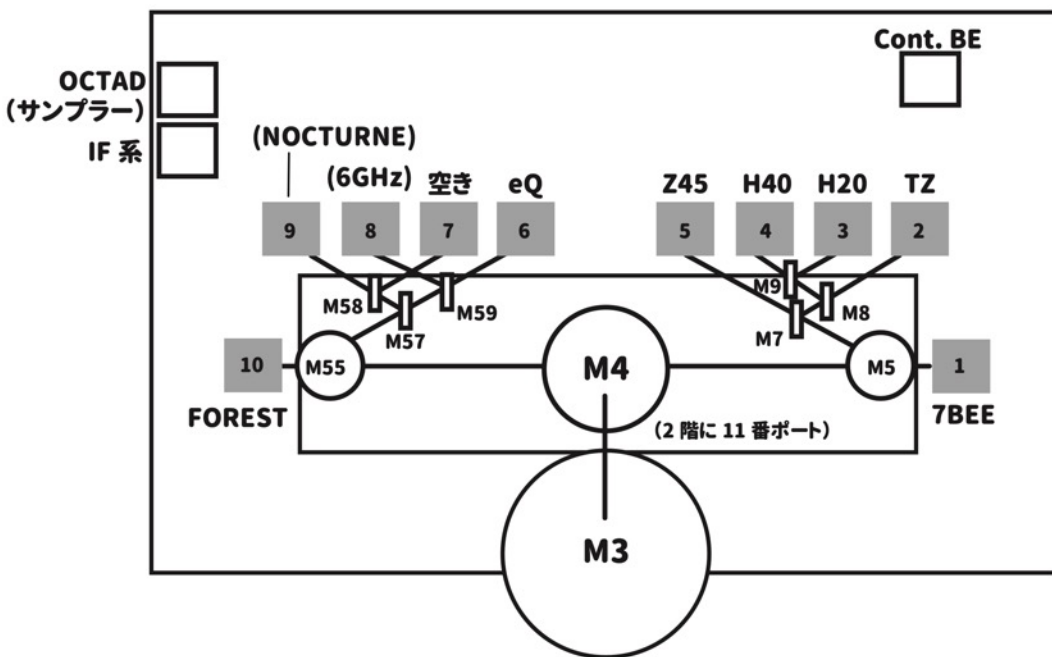 Cont. BE
OCTAD
(サンプラー)
IF 系
(NOCTURNE)
(6GHz)
空き
eQ
Z45
H40
H20
TZ
9
8
7
6
5
4
3
2
M58
M57
M59
M9
M8
M7
10
M55
M4
M5
1
FOREST
(2 階に 11 番ポート)
7BEE
M3